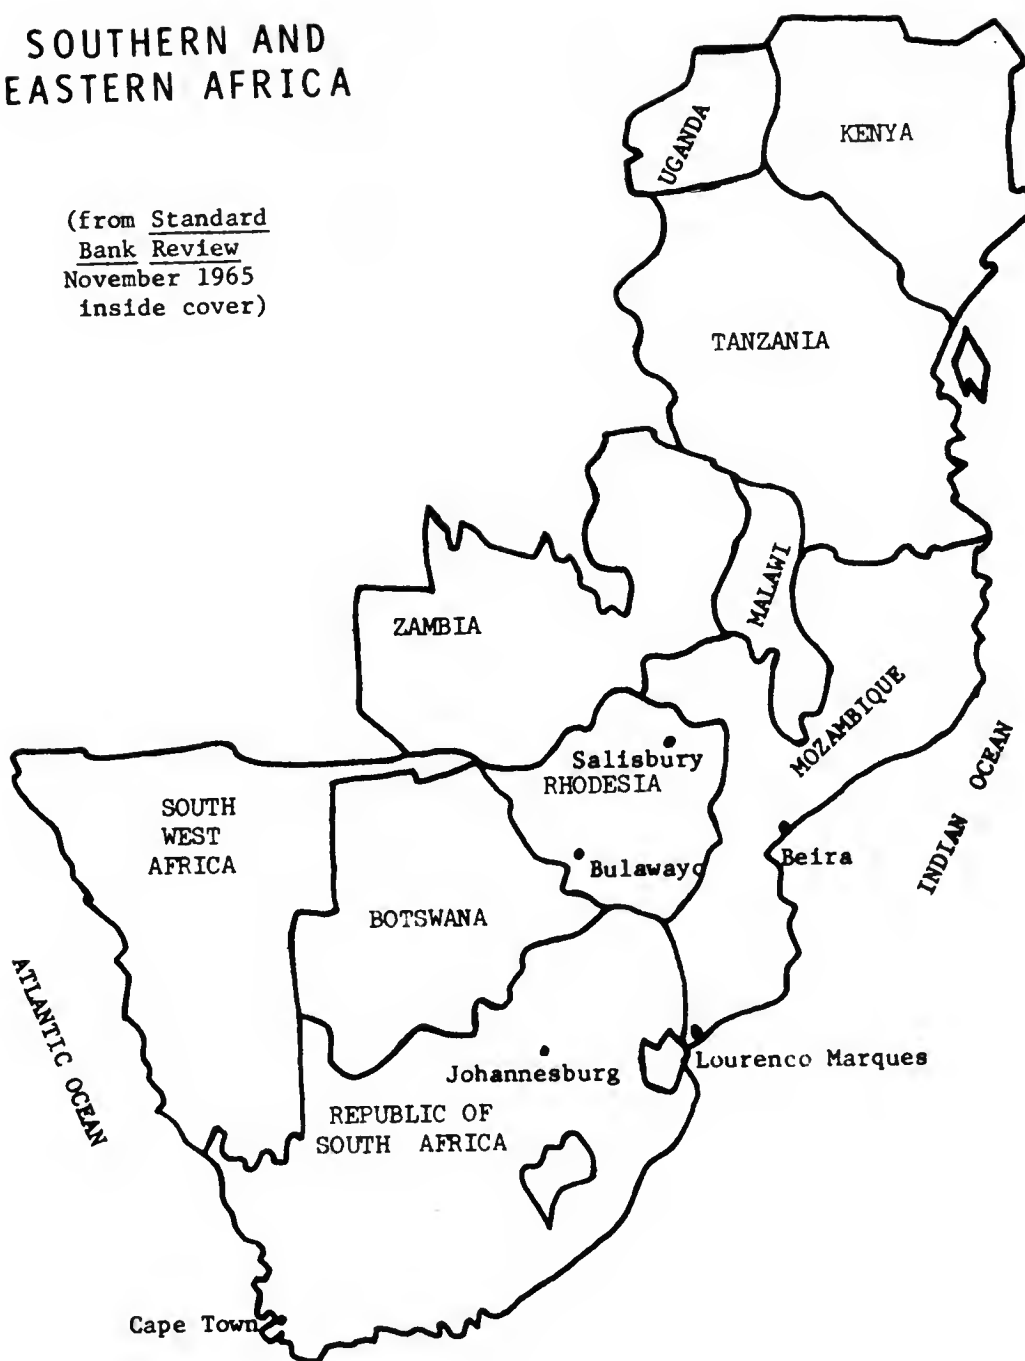 SOUTHERN AND
EASTERN AFRICA
(from Standard
Bank Review
November 1965
inside cover)
UGANDA
KENYA
TANZANIA
MALAWI
ZAMBIA
MOZAMBIQUE
INDIAN OCEAN
Salisbury
RHODESIA
Bulawayo
Beira
SOUTH
WEST
AFRICA
BOTSWANA
ATLANTIC OCEAN
Johannesburg
Lourenco Marques
REPUBLIC OF
SOUTH AFRICA
Cape Town